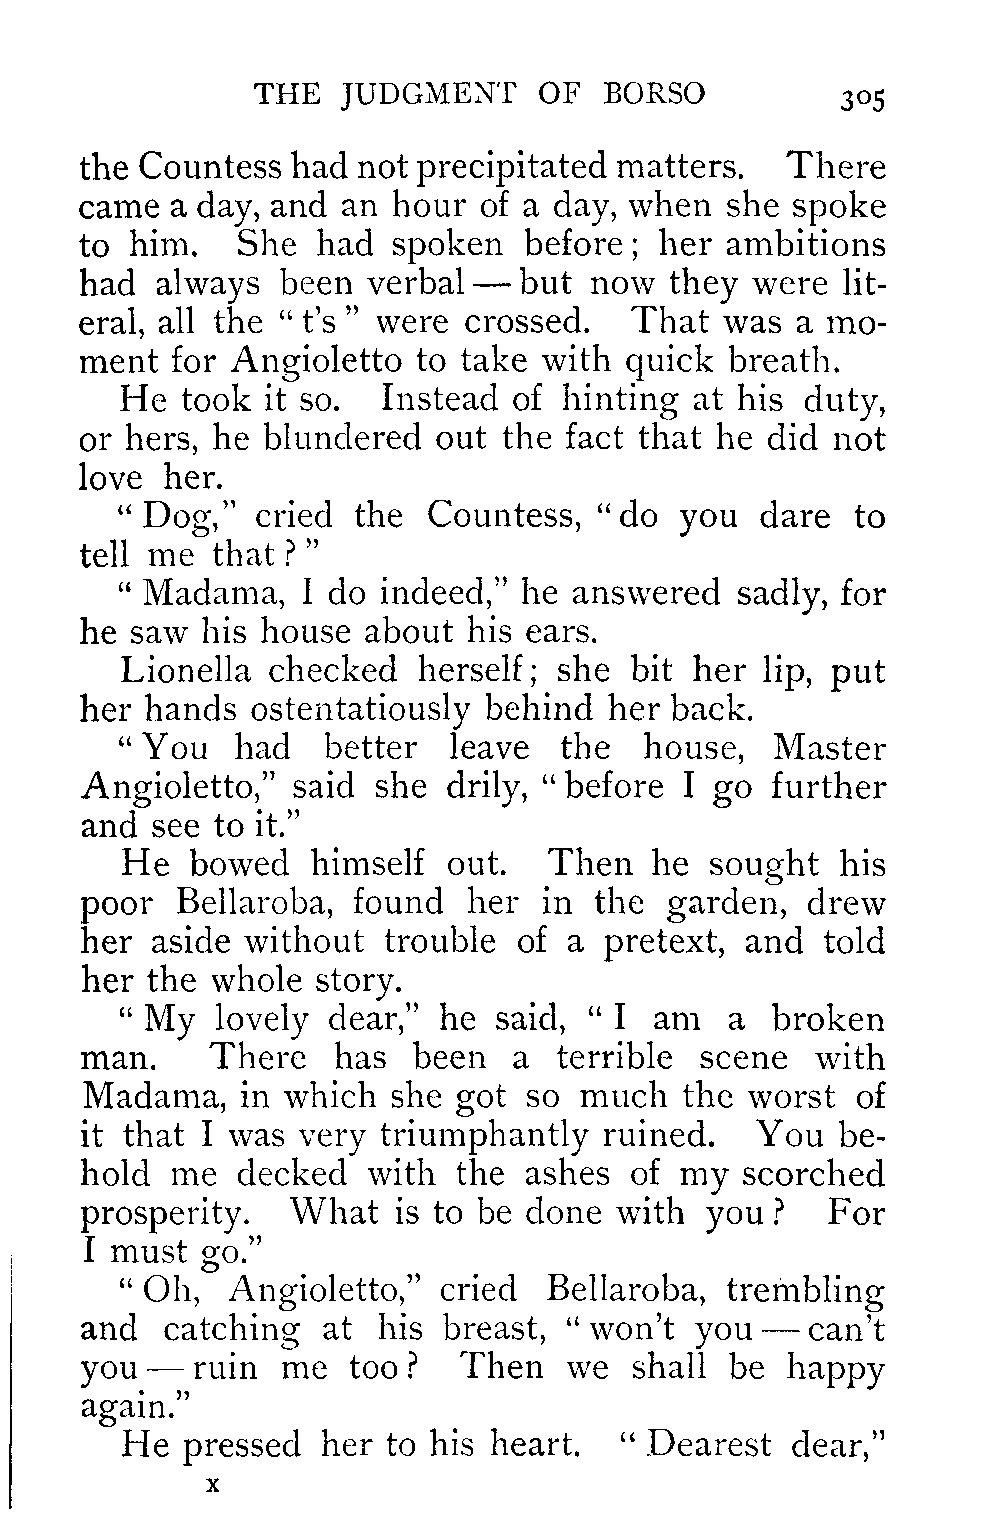 THE JUDGMENT OF BORSO 305
the Countess had not precipitated matters. There
came a day, and an hour of a day, when she spoke
to him. She had spoken before; her ambitions
had always been verbal — but now they were lit-
eral, all the “t's” were crossed. That was a mo-
ment for Angioletto to take with quick breath.
He took it so. Instead of hinting at his duty,
or hers, he blundered out the fact that he did not
love her.
“Dog,” cried the Countess, “do you dare to
tell me that?”
“Madama, I do indeed,” he answered sadly, for
he saw his house about his ears.
Lionella checked herself; she bit her lip, put
her hands ostentatiously behind her back.
“You had better leave the house, Master
Angioletto,” said she drily, “before I go further
and see to it.”
He bowed himself out. Then he sought his
poor Bellaroba, found her in the garden, drew
her aside without trouble of a pretext, and told
her the whole story.
“My lovely dear,” he said, “I am a broken
man. There has been a terrible scene with
Madama, in which she got so much the worst of
it that I was very triumphantly ruined. You be-
hold me decked with the ashes of my scorched
prosperity. What is to be done with you? For
I must go.”
“Oh, Angioletto,” cried Bellaroba, trembling
and catching at his breast, “won't you — can't
you — ruin me too? Then we shall be happy
again.”
He pressed her to his heart. “Dearest dear,”
x